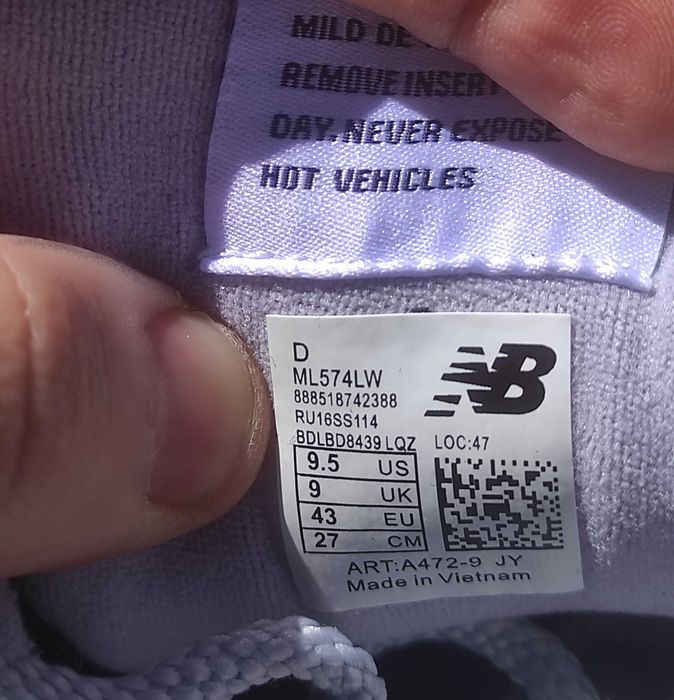 MILD DE
REMOVE INSERT
DAY. NEVER EXPOSE
HOT VEHICLES
D
ML574LW
888518742388
RU16SS114
BDLBD8439 LQZ LOC:47
9.5 US
9 UK
43 EU
27 CM
NB
ART:A472-9 JY
Made in Vietnam